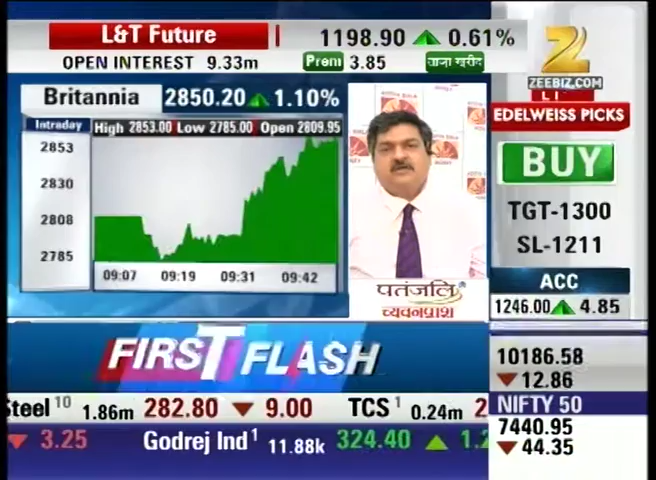 L&T Future
1198.90 0.61%
OPEN INTEREST 9.33m Prem 3.85 ताज़ा खरीद
ZEEBIZ.COM
Britannia 2850.20 1.10%
Intraday High 2853.00 Low 2785.00 Open 2809.95
2853
2830
2808
2785
09:07 09:19 09:31 09:42
पतंजलि
च्यवनप्राश
EDELWEISS PICKS
BUY
TGT-1300
SL-1211
ACC
1246.00 4.85
FIRST FLASH
10186.58
12.86
NIFTY 50
7440.95
44.35
Steel 10 1.86m 282.80 9.00 TCS 1 0.24m 2
3.25 Godrej Ind 1 11.88k 324.40 1.2